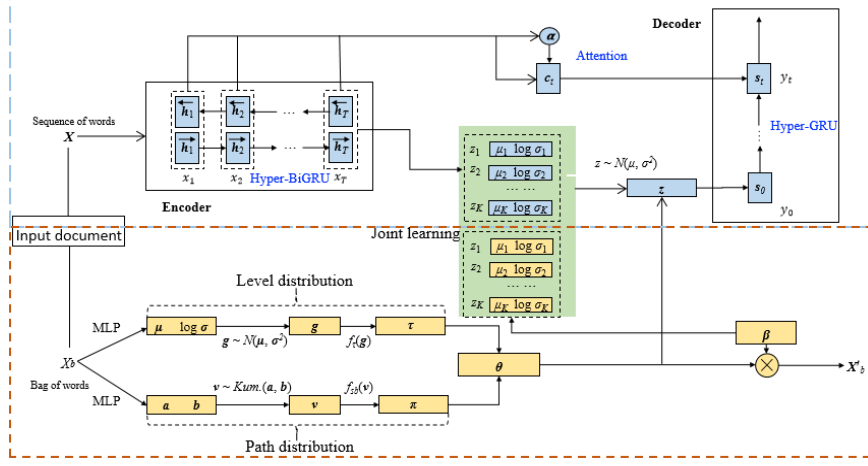 Decoder
α
Attention
c_t
s_t
y_t
h_1 h_2 ... h_T
Sequence of words
X
h_1 h_2 ... h_T
Hyper-GRU
x_1 x_2 x_T
Hyper-BiGRU
Encoder
z_1 μ_1 log σ_1
z_2 μ_2 log σ_2
... ...
z_K μ_K log σ_K
z ~ N(μ, σ²)
z
s_0
y_0
Input document
Joint learning
z_1 μ_1 log σ_1
z_2 μ_2 log σ_2
... ...
z_K μ_K log σ_K
Level distribution
MLP
μ log σ
g ~ N(μ, σ²)
g
f_τ(g)
τ
β
X_b
Bag of words
θ
X'_b
MLP
a b
v ~ Kum.(a, b)
v
f_sb(v)
π
Path distribution